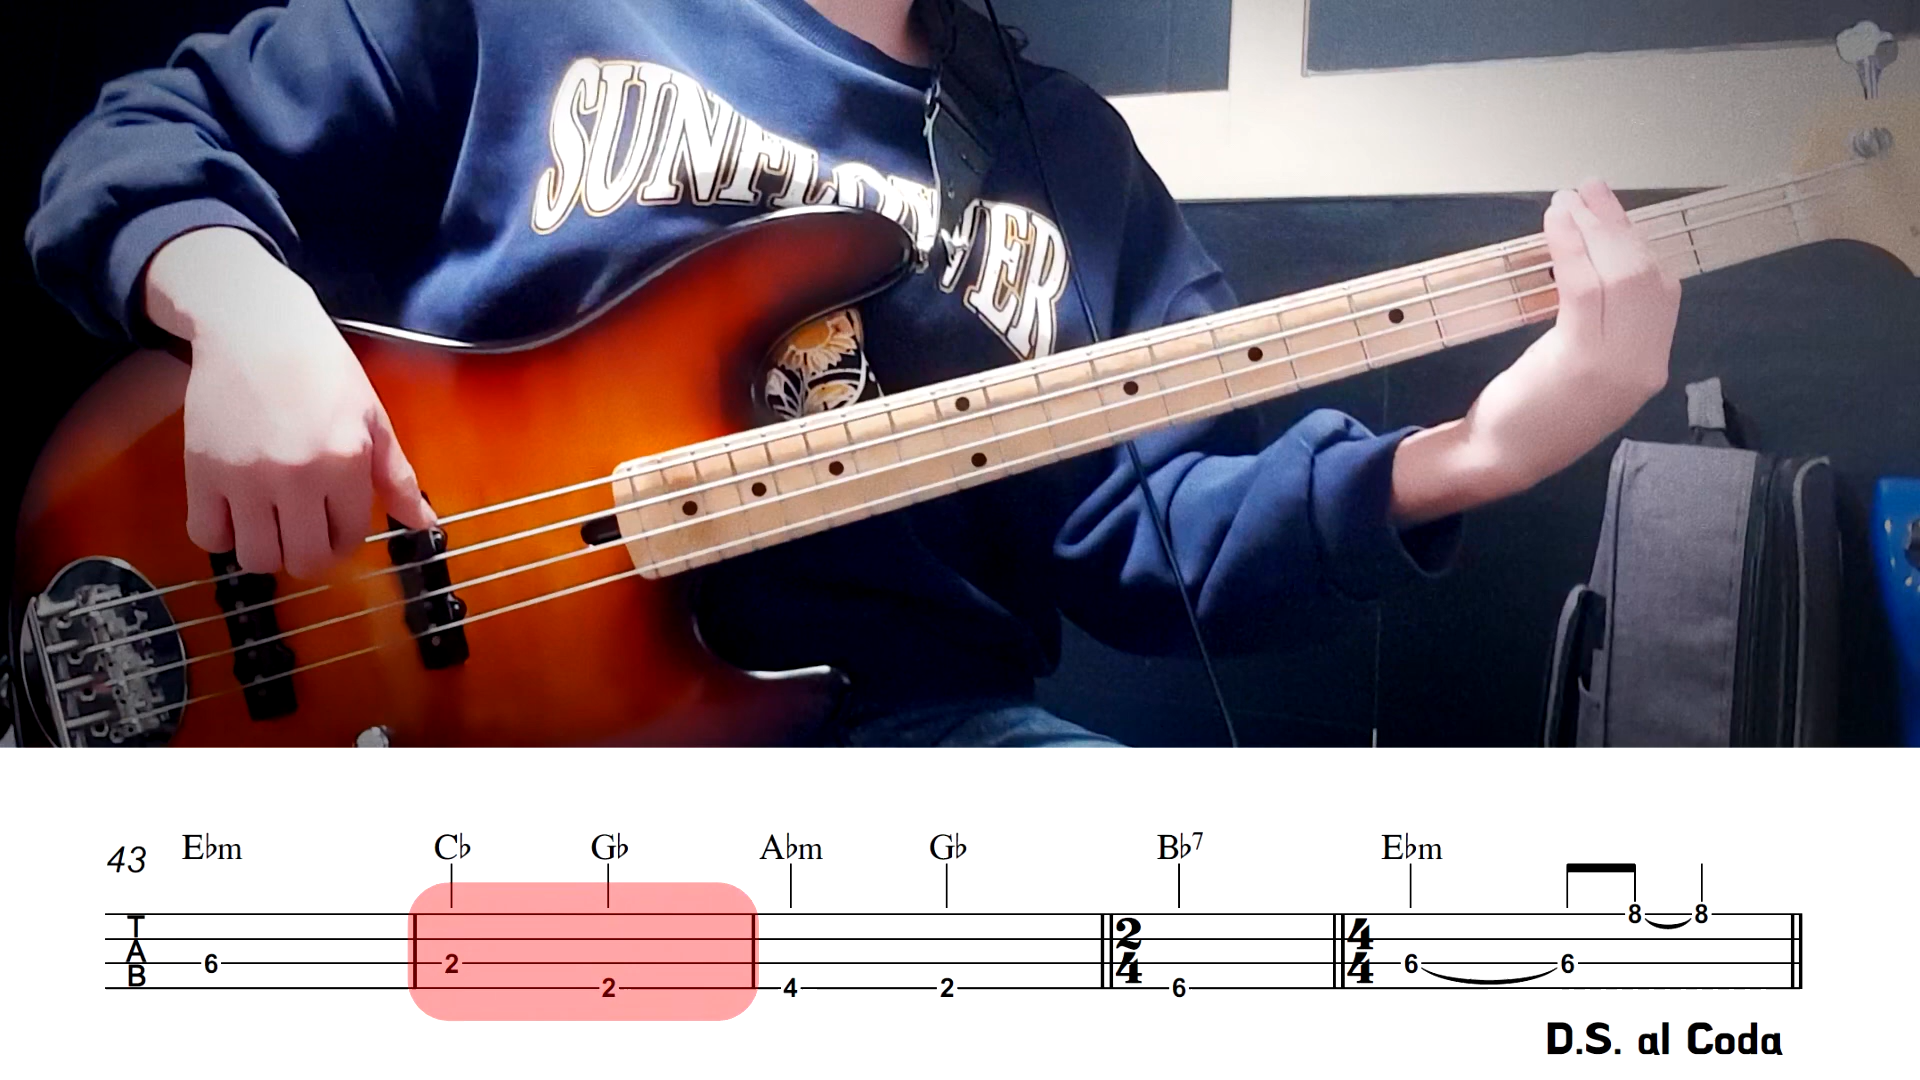 SUNFLOWER
43 E♭m C♭ G♭ A♭m G♭ B♭7 E♭m
T 2 4 8 8
A 6 2 6 6
B 4 2 4 2 6 4
D.S. al Coda